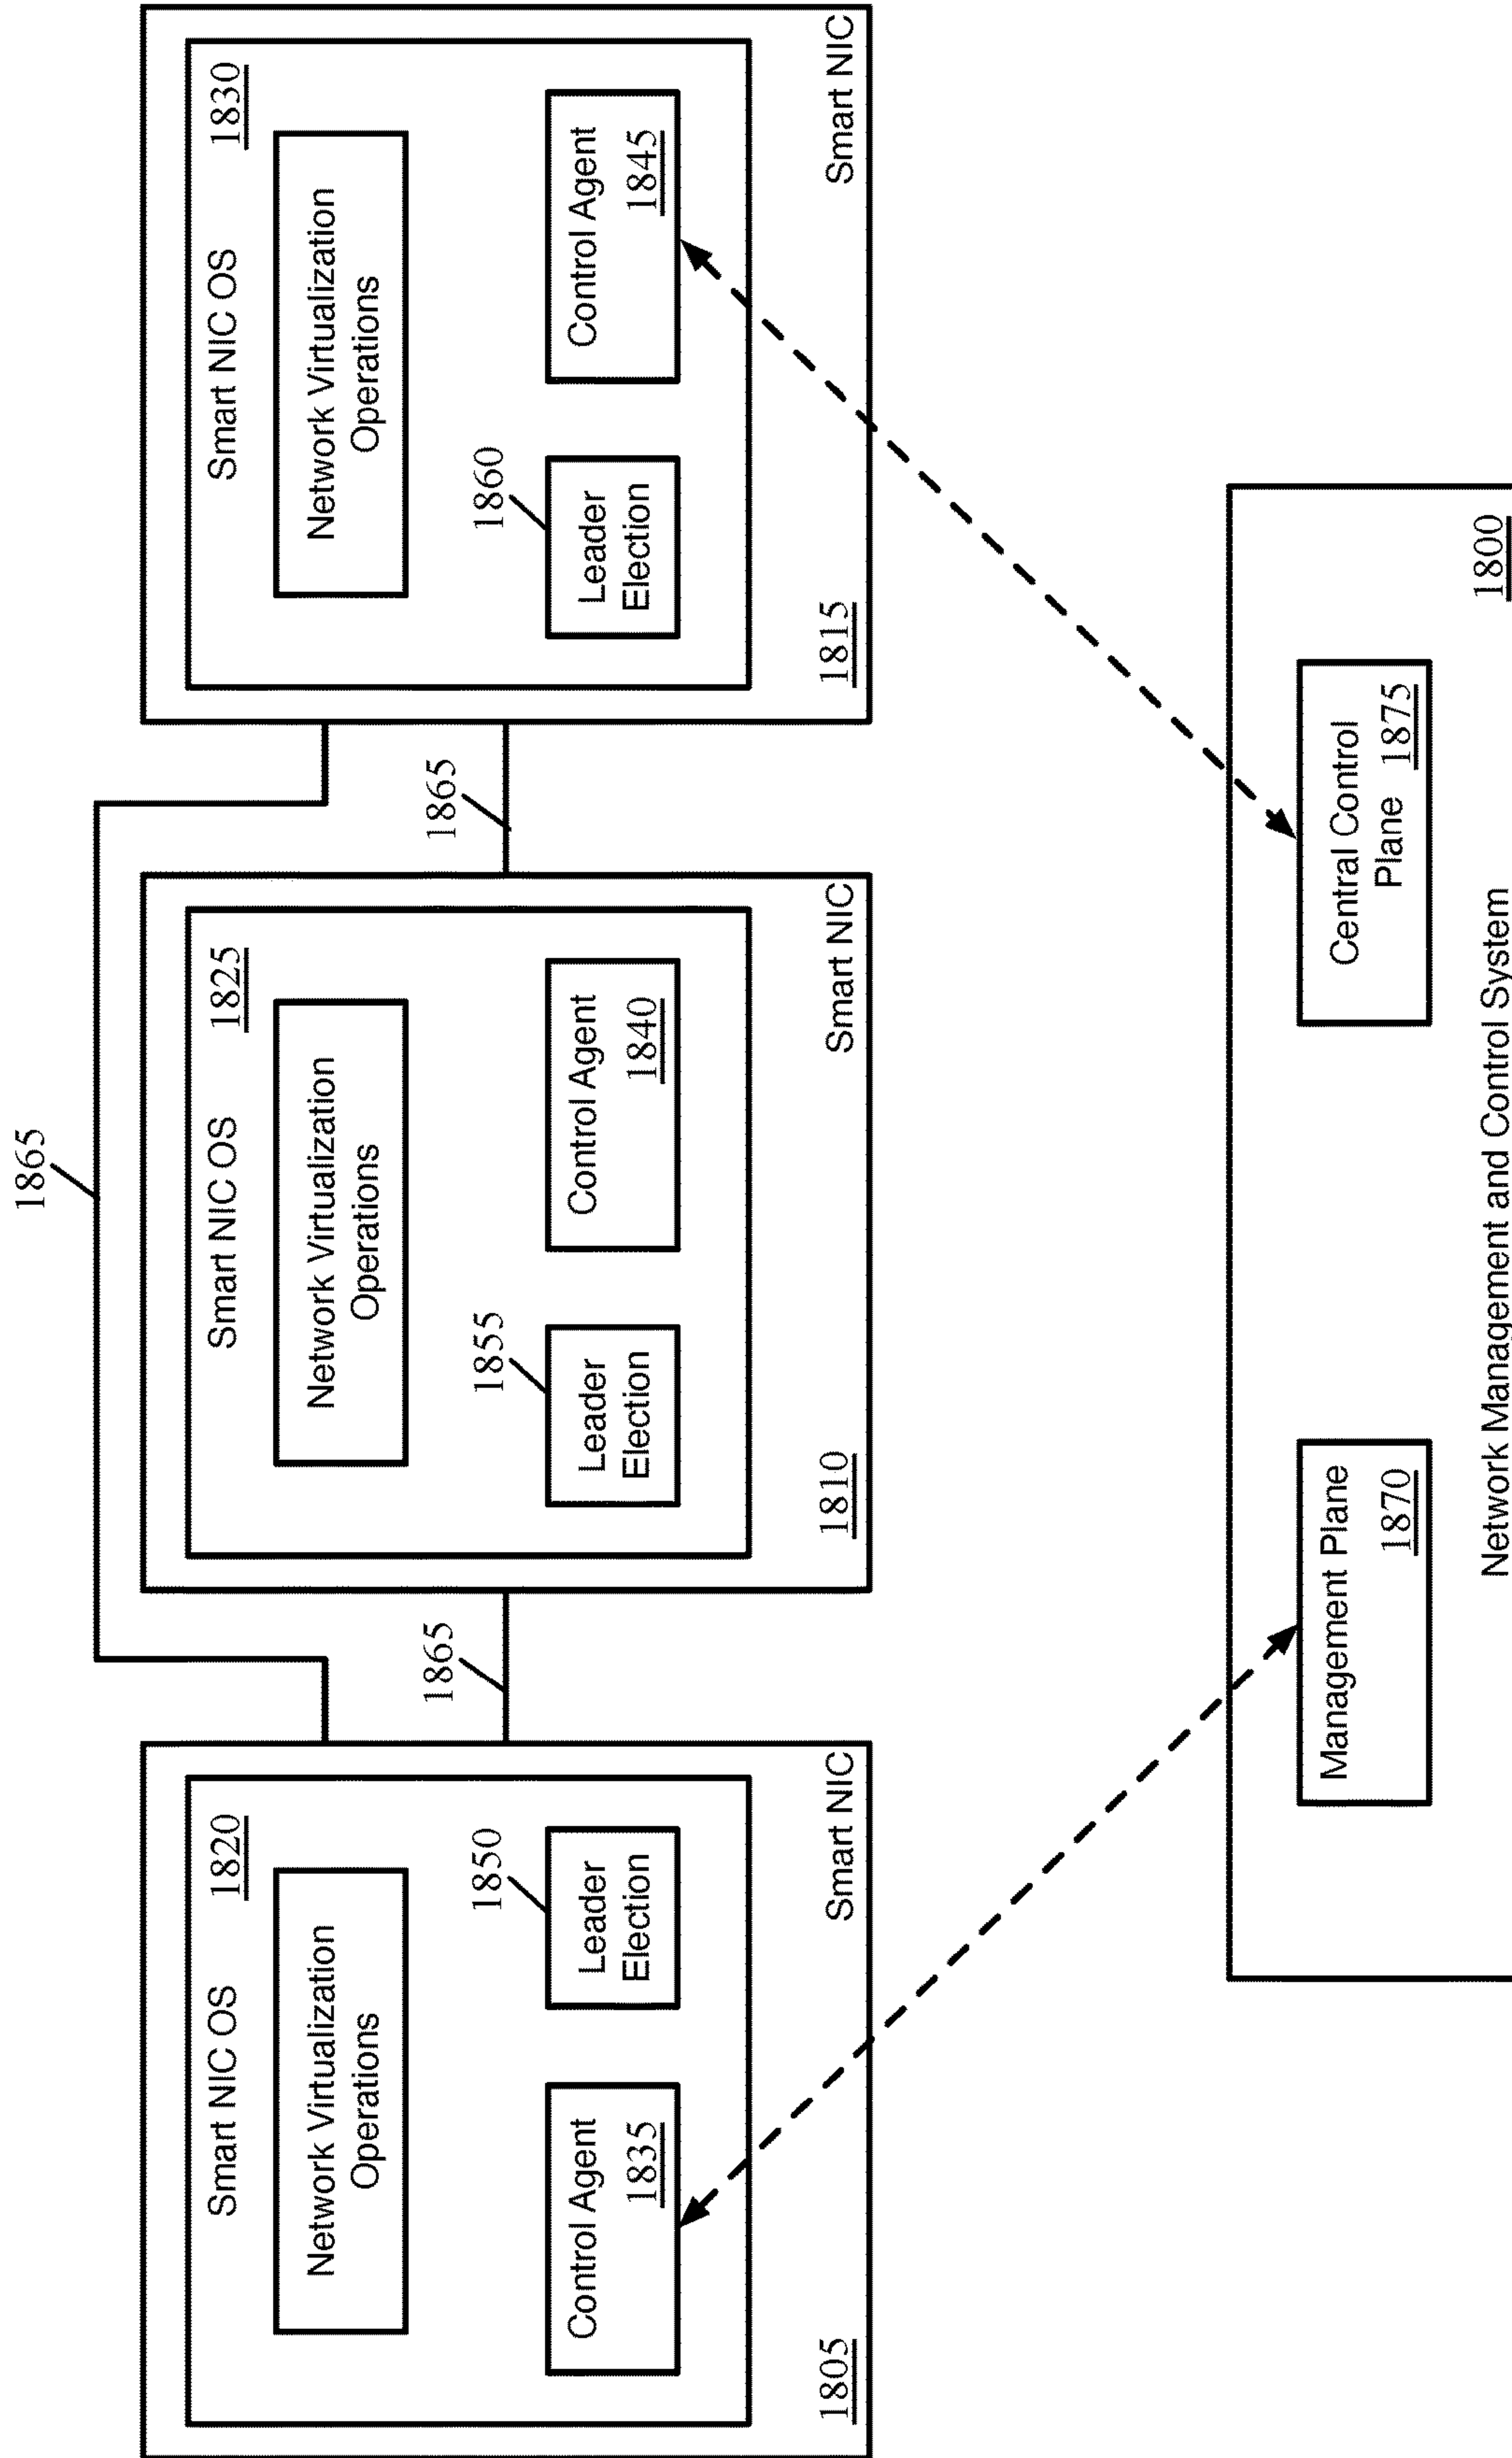 1865
Smart NIC OS 1820
Network Virtualization
Operations
Control Agent
1835
1850
Leader
Election
1805
Smart NIC
1865
Smart NIC OS 1825
Network Virtualization
Operations
1855
Leader
Election
Control Agent
1840
1810
Smart NIC
1865
Smart NIC OS 1830
Network Virtualization
Operations
1860
Leader
Election
Control Agent
1845
1815
Smart NIC
Management Plane
1870
Central Control
Plane 1875
Network Management and Control System
1800